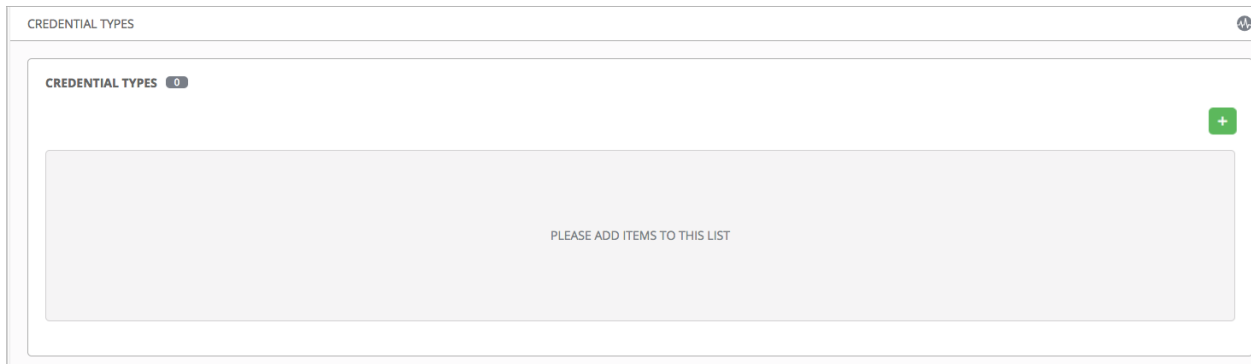 CREDENTIAL TYPES
CREDENTIAL TYPES 0
+
PLEASE ADD ITEMS TO THIS LIST